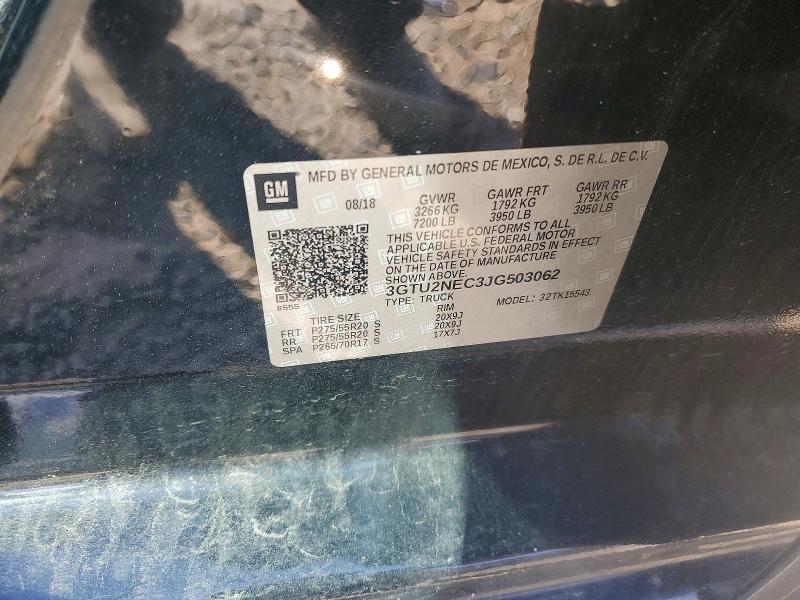 GM
MFD BY GENERAL MOTORS DE MEXICO, S. DE R.L. DE C.V.
08/18 GVWR GAWR FRT GAWR RR
3266 KG 1792 KG 1792 KG
7200 LB 3950 LB 3950 LB
THIS VEHICLE CONFORMS TO ALL
APPLICABLE U.S. FEDERAL MOTOR
VEHICLE SAFETY STANDARDS IN EFFECT
ON THE DATE OF MANUFACTURE
SHOWN ABOVE.
3GTU2NEC3JG503062
8555 TYPE: TRUCK MODEL: 32TK15543
TIRE SIZE RIM
FRT P275/55R20 S 20X9J
RR P275/55R20 S 20X9J
SPA P265/70R17 S 17X7J